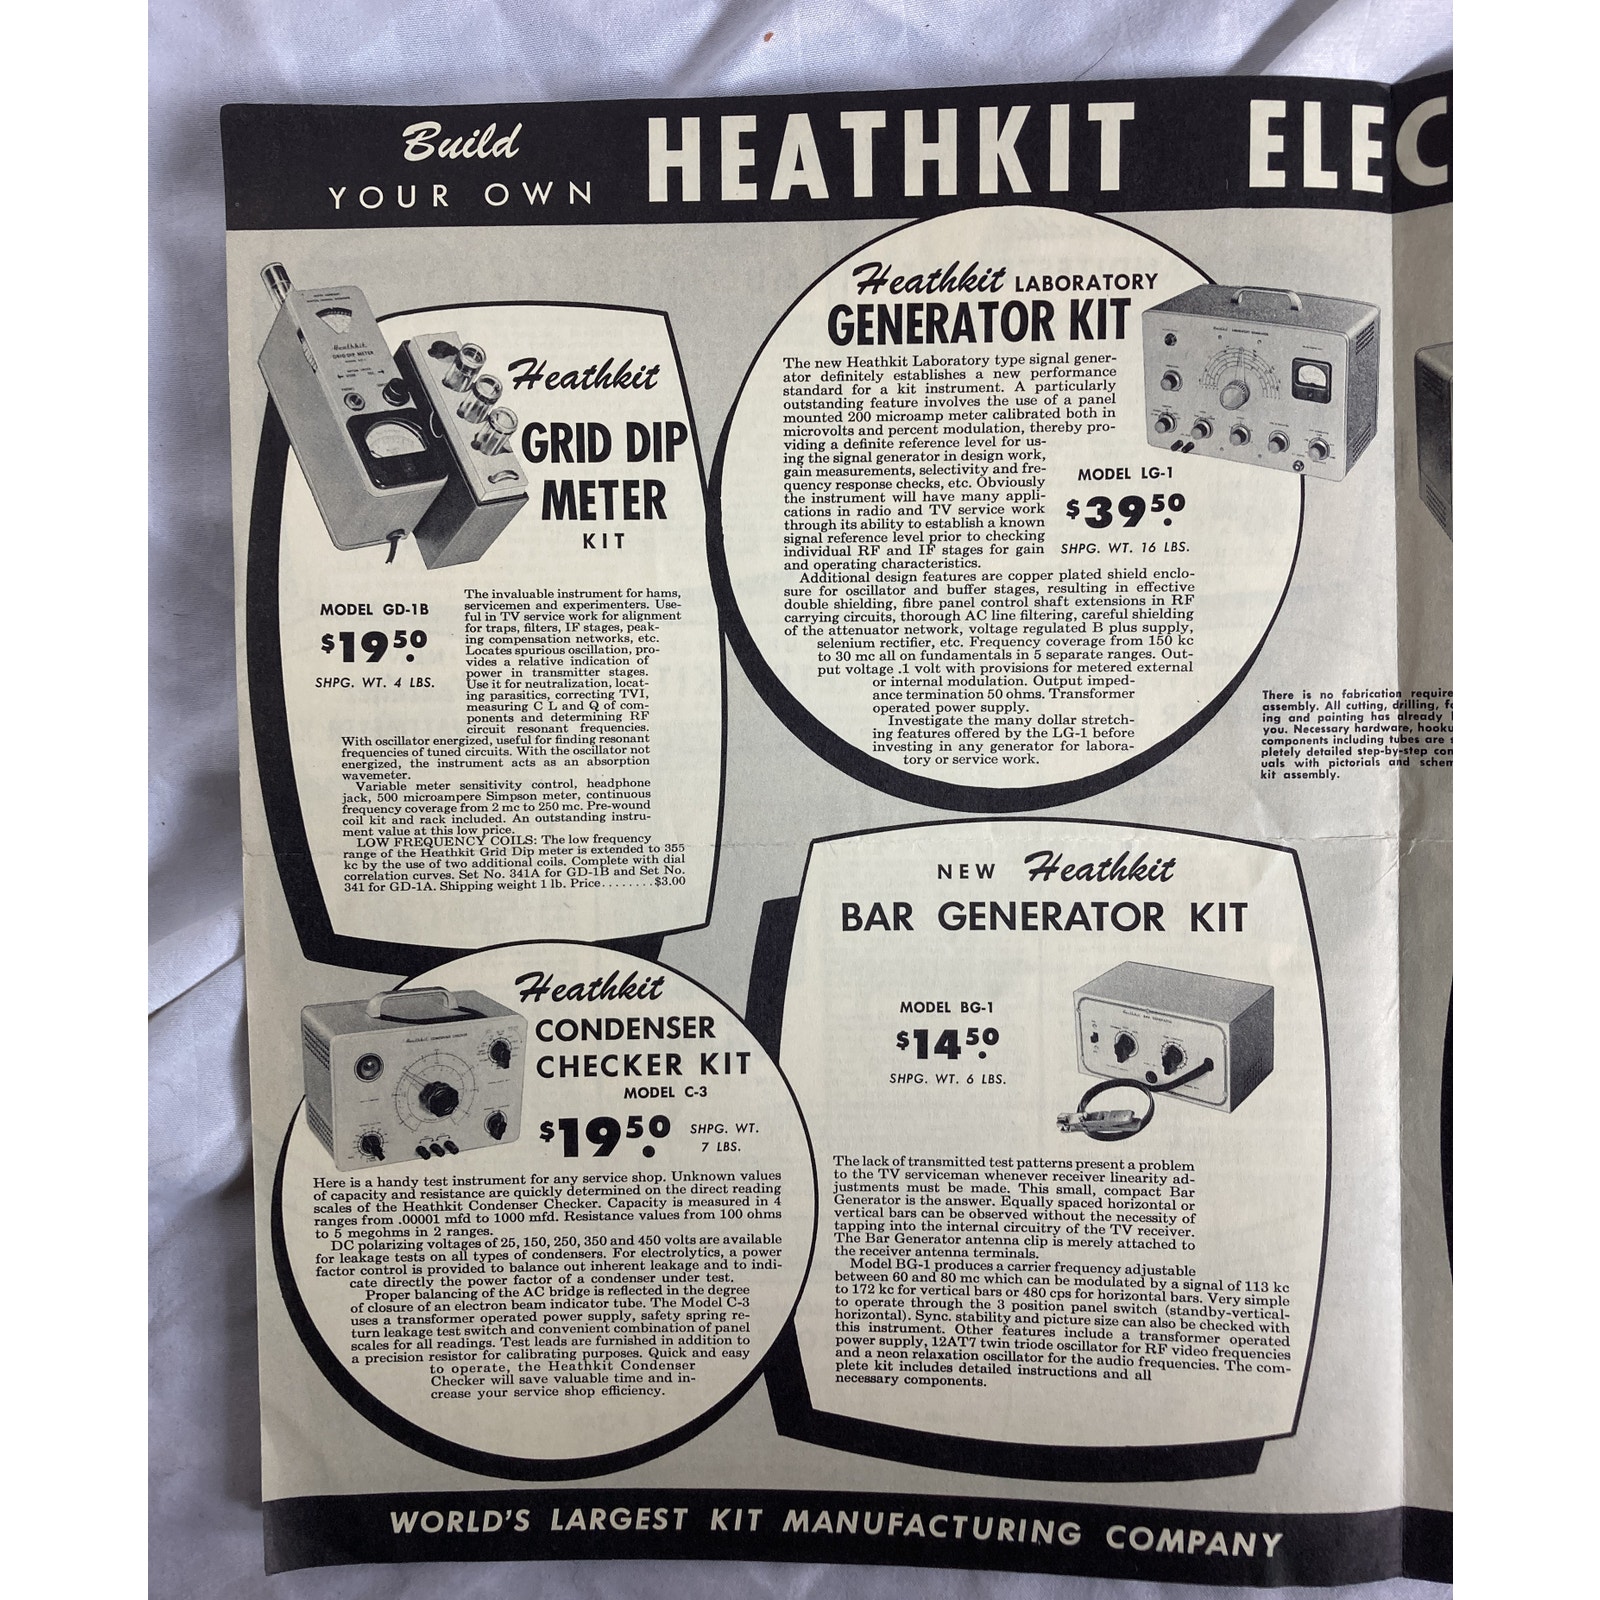 Build
YOUR OWN
HEATHKIT ELEC
Heathkit
GRID DIP
METER
KIT
MODEL GD-1B
$19.50
SHPG. WT. 4 LBS.
The invaluable instrument for hams,
servicemen and experimenters. Use-
ful in TV service work for alignment
for traps, filters, IF stages, peak-
ing compensation networks, etc.
Locates spurious oscillation, pro-
vides a relative indication of
power in transmitter stages.
Use it for neutralization, locat-
ing parasitics, correcting TVI,
measuring C L and Q of com-
ponents and determining RF
circuit resonant frequencies.
With oscillator energized, useful for finding resonant
frequencies of tuned circuits. With the oscillator not
energized, the instrument acts as an absorption
wavemeter.
Variable meter sensitivity control, headphone
jack, 500 microampere Simpson meter, continuous
frequency coverage from 2 mc to 250 mc. Pre-wound
coil kit and rack included. An outstanding instru-
ment value at this low price.
LOW FREQUENCY COILS: The low frequency
range of the Heathkit Grid Dip meter is extended to 355
kc by the use of two additional coils. Complete with dial
correlation curves. Set No. 341A for GD-1B and Set No.
341 for GD-1A. Shipping weight 1 lb. Price........$3.00
Heathkit LABORATORY
GENERATOR KIT
The new Heathkit Laboratory type signal gener-
ator definitely establishes a new performance
standard for a kit instrument. A particularly
outstanding feature involves the use of a panel
mounted 200 microamp meter calibrated both in
microvolts and percent modulation, thereby pro-
viding a definite reference level for us-
ing the signal generator in design work,
gain measurements, selectivity and fre-
quency response checks, etc. Obviously
the instrument will have many appli-
cations in radio and TV service work
through its ability to establish a known
signal reference level prior to checking
individual RF and IF stages for gain
and operating characteristics.
MODEL LG-1
$39.50
SHPG. WT. 16 LBS.
Additional design features are copper plated shield enclo-
sure for oscillator and buffer stages, resulting in effective
double shielding, fibre panel control shaft extensions in RF
carrying circuits, thorough AC line filtering, careful shielding
of the attenuator network, voltage regulated B plus supply,
selenium rectifier, etc. Frequency coverage from 150 kc
to 30 mc all on fundamentals in 5 separate ranges. Out-
put voltage .1 volt with provisions for metered external
or internal modulation. Output imped-
ance termination 50 ohms. Transformer
operated power supply.
Investigate the many dollar stretch-
ing features offered by the LG-1 before
investing in any generator for labora-
tory or service work.
There is no fabrication require
assembly. All cutting, drilling, fo
ing and painting has already
you. Necessary hardware, hooku
components including tubes are s
pletely detailed step-by-step con
uals with pictorials and schem
kit assembly.
Heathkit
CONDENSER
CHECKER KIT
MODEL C-3
$19.50
SHPG. WT.
7 LBS.
Here is a handy test instrument for any service shop. Unknown values
of capacity and resistance are quickly determined on the direct reading
scales of the Heathkit Condenser Checker. Capacity is measured in 4
ranges from .00001 mfd to 1000 mfd. Resistance values from 100 ohms
to 5 megohms in 2 ranges.
DC polarizing voltages of 25, 150, 250, 350 and 450 volts are available
for leakage tests on all types of condensers. For electrolytics, a power
factor control is provided to balance out inherent leakage and to indi-
cate directly the power factor of a condenser under test.
Proper balancing of the AC bridge is reflected in the degree
of closure of an electron beam indicator tube. The Model C-3
uses a transformer operated power supply, safety spring re-
turn leakage test switch and convenient combination of panel
scales for all readings. Test leads are furnished in addition to
a precision resistor for calibrating purposes. Quick and easy
to operate, the Heathkit Condenser
Checker will save valuable time and in-
crease your service shop efficiency.
NEW Heathkit
BAR GENERATOR KIT
MODEL BG-1
$14.50
SHPG. WT. 6 LBS.
The lack of transmitted test patterns present a problem
to the TV serviceman whenever receiver linearity ad-
justments must be made. This small, compact Bar
Generator is the answer. Equally spaced horizontal or
vertical bars can be observed without the necessity of
tapping into the internal circuitry of the TV receiver.
The Bar Generator antenna clip is merely attached to
the receiver antenna terminals.
Model BG-1 produces a carrier frequency adjustable
between 60 and 80 mc which can be modulated by a signal of 113 kc
to 172 kc for vertical bars or 480 cps for horizontal bars. Very simple
to operate through the 3 position panel switch (standby-vertical-
horizontal). Sync. stability and picture size can also be checked with
this instrument. Other features include a transformer operated
power supply, 12AT7 twin triode oscillator for RF video frequencies
and a neon relaxation oscillator for the audio frequencies. The com-
plete kit includes detailed instructions and all
necessary components.
WORLD'S LARGEST KIT MANUFACTURING COMPANY